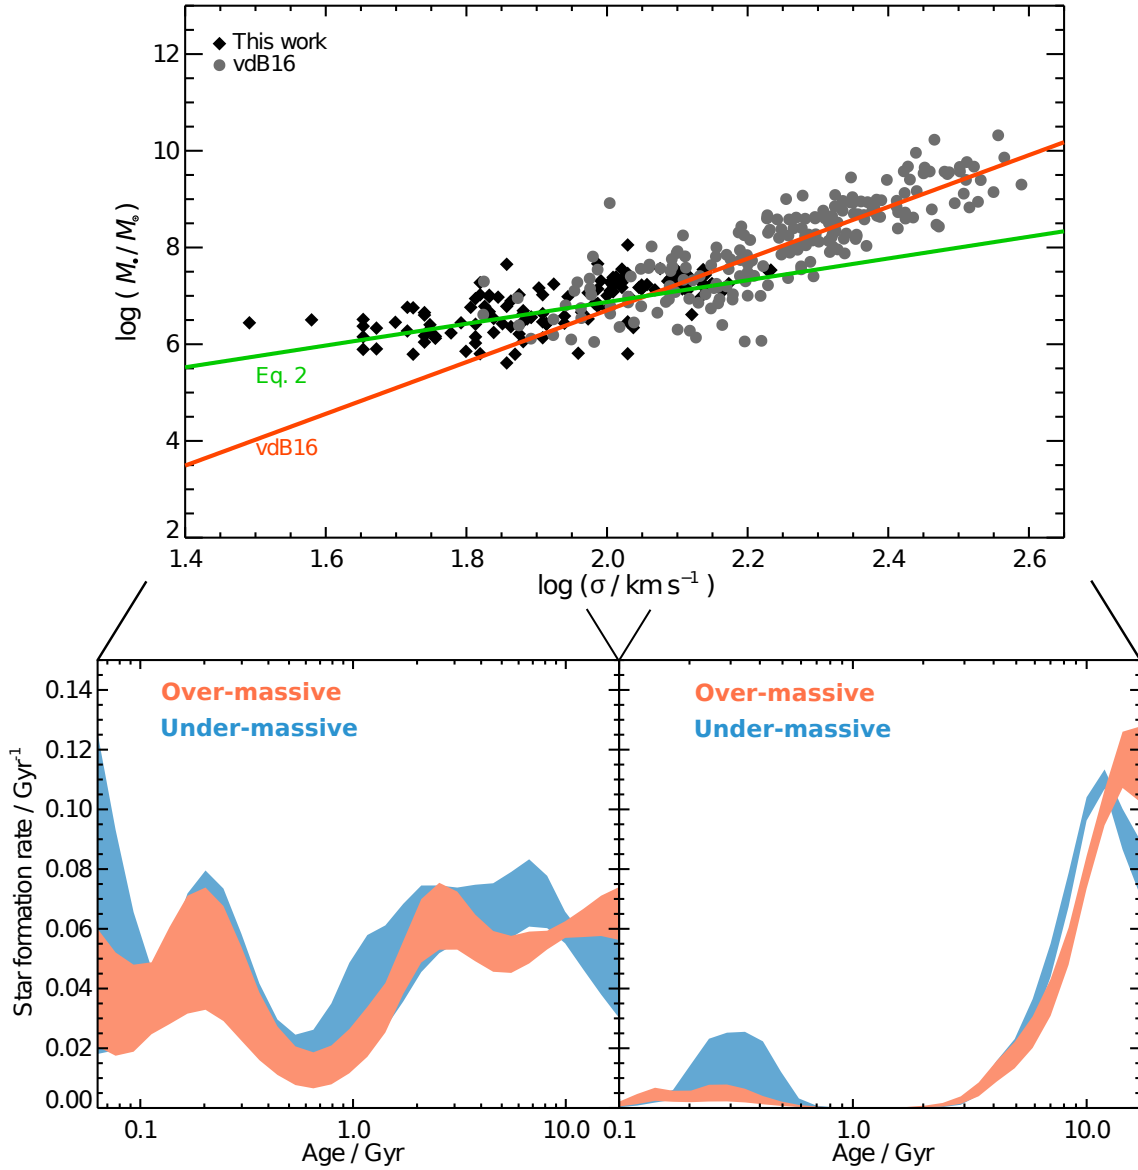 This work
vdB16
log ( M• / M⊙ )
12
10
8
6
4
2
Eq. 2
vdB16
1.4 1.6 1.8 2.0 2.2 2.4 2.6
log (σ / km s⁻¹ )
Over-massive
Under-massive
Over-massive
Under-massive
Star formation rate / Gyr⁻¹
0.14
0.12
0.10
0.08
0.06
0.04
0.02
0.00
0.1 1.0 10.0 0.1 1.0 10.0
Age / Gyr Age / Gyr